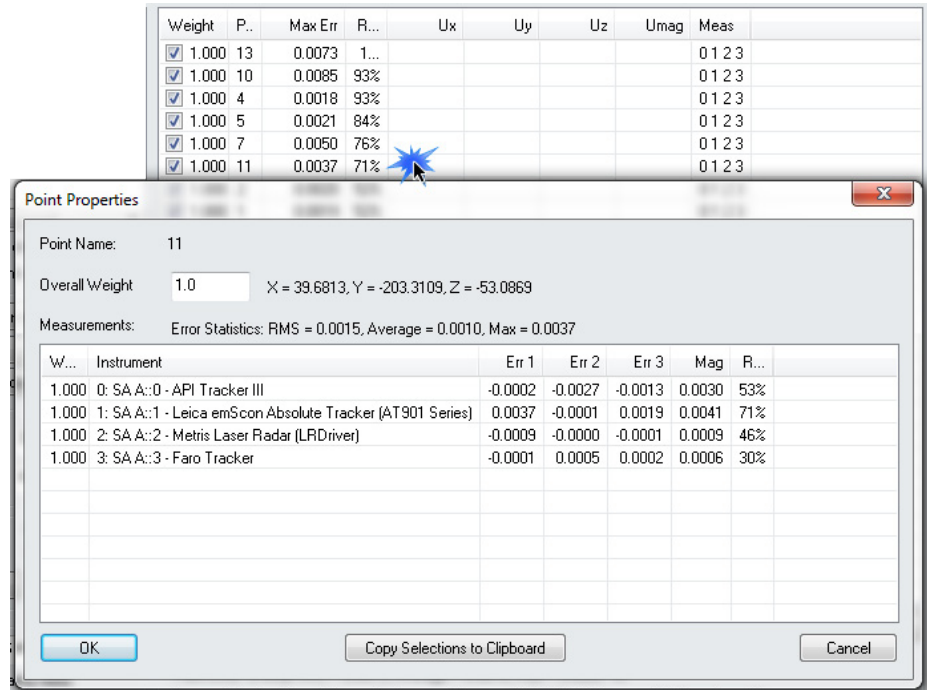 Weight P.. Max Err R... Ux Uy Uz Umag Meas
1.000 13 0.0073 1... 0 1 2 3
1.000 10 0.0085 93% 0 1 2 3
1.000 4 0.0018 93% 0 1 2 3
1.000 5 0.0021 84% 0 1 2 3
1.000 7 0.0050 76% 0 1 2 3
1.000 11 0.0037 71% 0 1 2 3
Point Properties
Point Name: 11
Overall Weight 1.0 X = 39.6813, Y = -203.3109, Z = -53.0869
Measurements: Error Statistics: RMS = 0.0015, Average = 0.0010, Max = 0.0037
W... Instrument Err 1 Err 2 Err 3 Mag R...
1.000 0: SA A::0 - API Tracker III -0.0002 -0.0027 -0.0013 0.0030 53%
1.000 1: SA A::1 - Leica emScon Absolute Tracker (AT901 Series) 0.0037 -0.0001 0.0019 0.0041 71%
1.000 2: SA A::2 - Metris Laser Radar (LRDriver) -0.0009 -0.0000 -0.0001 0.0009 46%
1.000 3: SA A::3 - Faro Tracker -0.0001 0.0005 0.0002 0.0006 30%
OK Copy Selections to Clipboard Cancel